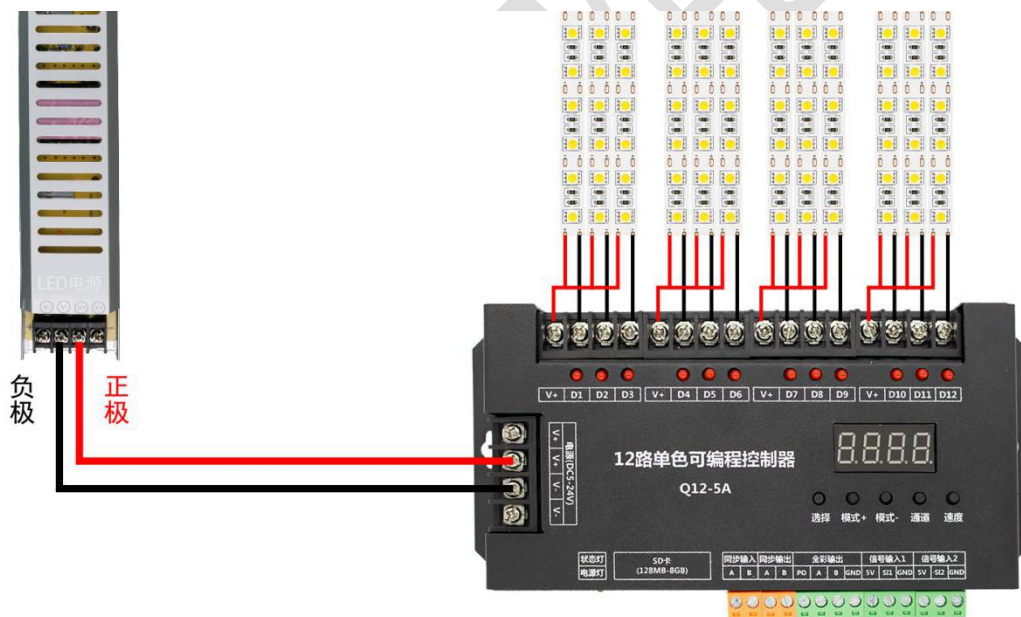 LED电源
负极
正极
V+ D1 D2 D3 V+ D4 D5 D6 V+ D7 D8 D9 V+ D10 D11 D12
V+
V+
V-
V-
电源(DC5-24V)
12路单色可编程控制器
Q12-5A
8.8.8.8.
选择 模式+ 模式- 通道 速度
状态灯
电源灯
SD卡
(128MB-8GB)
同步输入 同步输出 全彩输出 信号输入1 信号输入2
A B A B PO A B GND 5V SI1 GND 5V SI2 GND